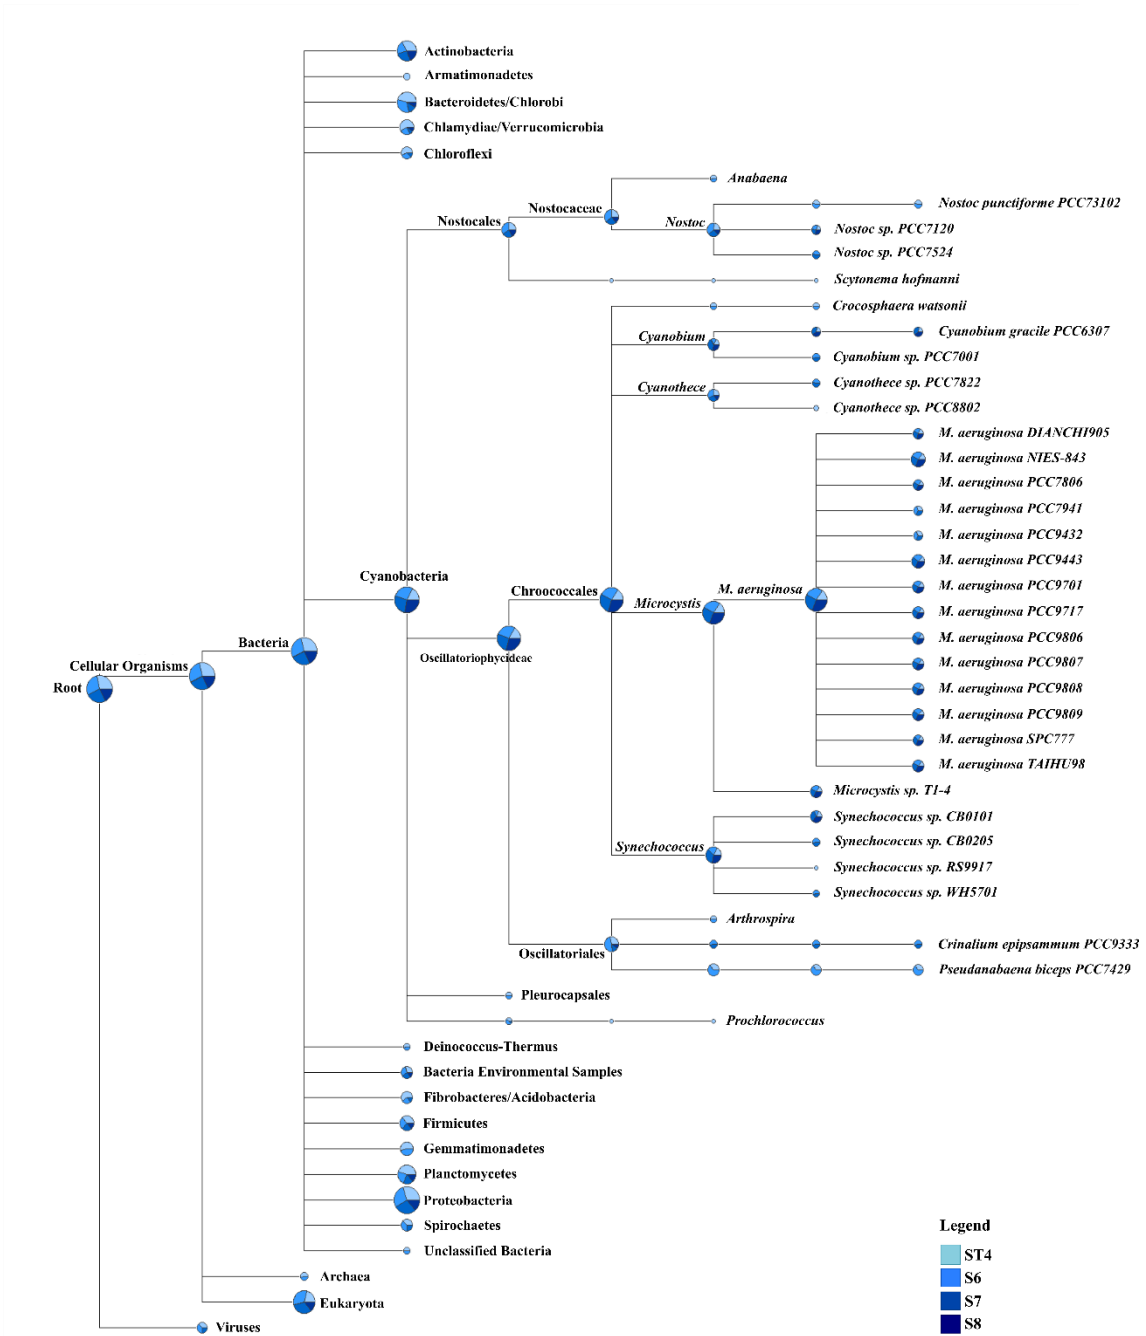 Actinobacteria
Armatimonadetes
Bacteroidetes/Chlorobi
Chlamydiae/Verrucomicrobia
Chloroflexi
Anabaena
Nostocaceae
Nostoc punctiforme PCC73102
Nostocales
Nostoc
Nostoc sp. PCC7120
Nostoc sp. PCC7524
Scytonema hofmanni
Crocosphaera watsonii
Cyanobium
Cyanobium gracile PCC6307
Cyanobium sp. PCC7001
Cyanothece
Cyanothece sp. PCC7822
Cyanothece sp. PCC8802
M. aeruginosa DIANCHI905
M. aeruginosa NIES-843
M. aeruginosa PCC7806
M. aeruginosa PCC7941
M. aeruginosa PCC9432
M. aeruginosa PCC9443
Cyanobacteria
Chroococcales
Microcystis
M. aeruginosa
M. aeruginosa PCC9701
M. aeruginosa PCC9717
M. aeruginosa PCC9806
Bacteria
Oscillatoriophycideae
M. aeruginosa PCC9807
Cellular Organisms
Root
M. aeruginosa PCC9808
M. aeruginosa PCC9809
M. aeruginosa SPC777
M. aeruginosa TAIHU98
Microcystis sp. T1-4
Synechococcus sp. CB0101
Synechococcus
Synechococcus sp. CB0205
Synechococcus sp. RS9917
Synechococcus sp. WH5701
Arthrospira
Oscillatoriales
Crinalium epipsammum PCC9333
Pseudanabaena biceps PCC7429
Pleurocapsales
Prochlorococcus
Deinococcus-Thermus
Bacteria Environmental Samples
Fibrobacteres/Acidobacteria
Firmicutes
Gemmatimonadetes
Planctomycetes
Proteobacteria
Spirochaetes
Unclassified Bacteria
Archaea
Eukaryota
Viruses
Legend
ST4
S6
S7
S8